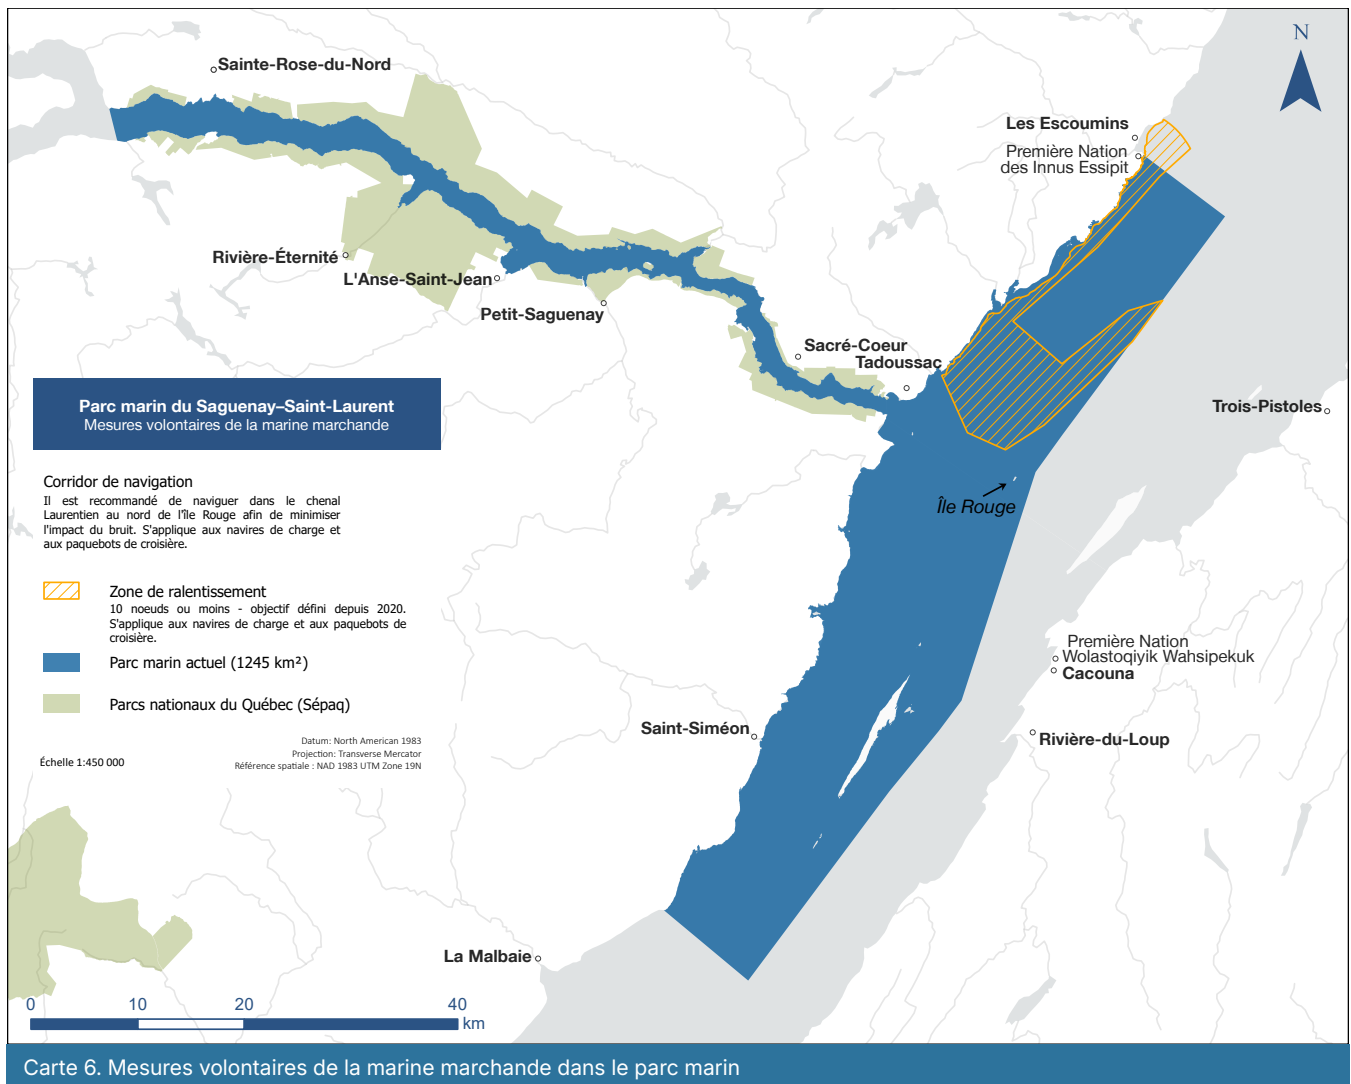 N
Sainte-Rose-du-Nord
Les Escoumins
Première Nation
des Innus Essipit
Rivière-Éternité
L'Anse-Saint-Jean
Petit-Saguenay
Sacré-Coeur
Tadoussac
Trois-Pistoles
Île Rouge
Parc marin du Saguenay–Saint-Laurent
Mesures volontaires de la marine marchande
Corridor de navigation
Il est recommandé de naviguer dans le chenal
Laurentien au nord de l'île Rouge afin de minimiser
l'impact du bruit. S'applique aux navires de charge et
aux paquebots de croisière.
Zone de ralentissement
10 noeuds ou moins - objectif défini depuis 2020.
S'applique aux navires de charge et aux paquebots de
croisière.
Parc marin actuel (1245 km²)
Parcs nationaux du Québec (Sépaq)
Datum: North American 1983
Projection: Transverse Mercator
Échelle 1:450 000
Référence spatiale : NAD 1983 UTM Zone 19N
Première Nation
Wolastoqiyik Wahsipekuk
Cacouna
Saint-Siméon
Rivière-du-Loup
La Malbaie
0 10 20 40
km
Carte 6. Mesures volontaires de la marine marchande dans le parc marin